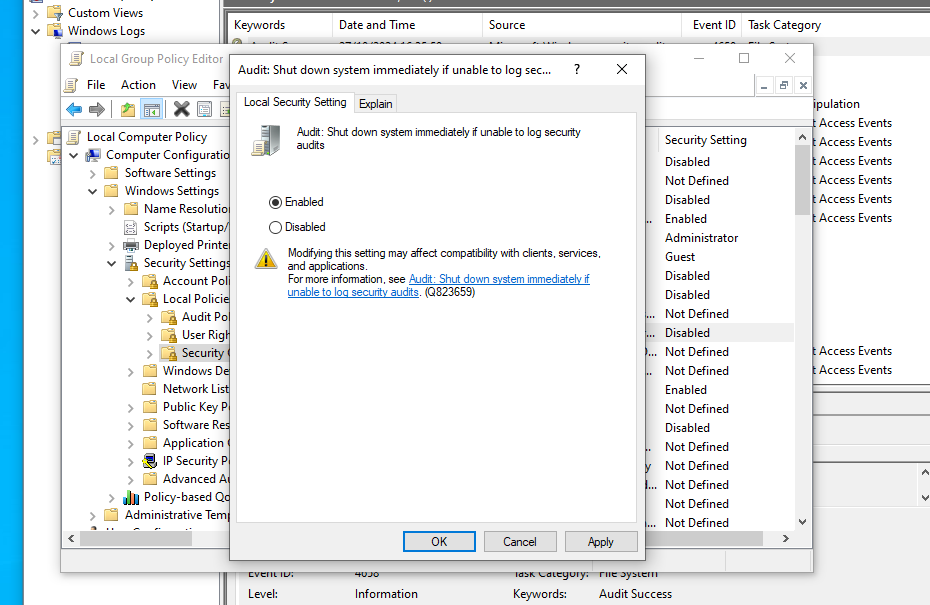 Custom Views
Windows Logs
Keywords Date and Time Source Event ID Task Category
Local Group Policy Editor
File Action View
Audit: Shut down system immediately if unable to log sec...
?
Local Security Setting
Explain
Audit: Shut down system immediately if unable to log security
audits
Enabled
Disabled
Modifying this setting may affect compatibility with clients, services,
and applications.
For more information, see Audit: Shut down system immediately if
unable to log security audits. (Q823659)
OK Cancel Apply
Local Computer Policy
Computer Configuratio
Software Settings
Windows Settings
Name Resolutio
Scripts (Startup/
Deployed Printe
Security Settings
Account Poli
Local Policie
Audit Pol
User Righ
Security
Windows De
Network List
Public Key P
Software Res
Application
IP Security P
Advanced Au
Policy-based Qo
Administrative Temp
Security Setting
Disabled
Not Defined
Disabled
Enabled
Administrator
Guest
Disabled
Disabled
Not Defined
Disabled
Not Defined
Not Defined
Enabled
Not Defined
Disabled
Not Defined
Not Defined
Not Defined
Not Defined
Not Defined
ipulation
t Access Events
t Access Events
t Access Events
t Access Events
t Access Events
t Access Events
t Access Events
t Access Events
Event ID: 4658 Task Category: File System
Level: Information Keywords: Audit Success